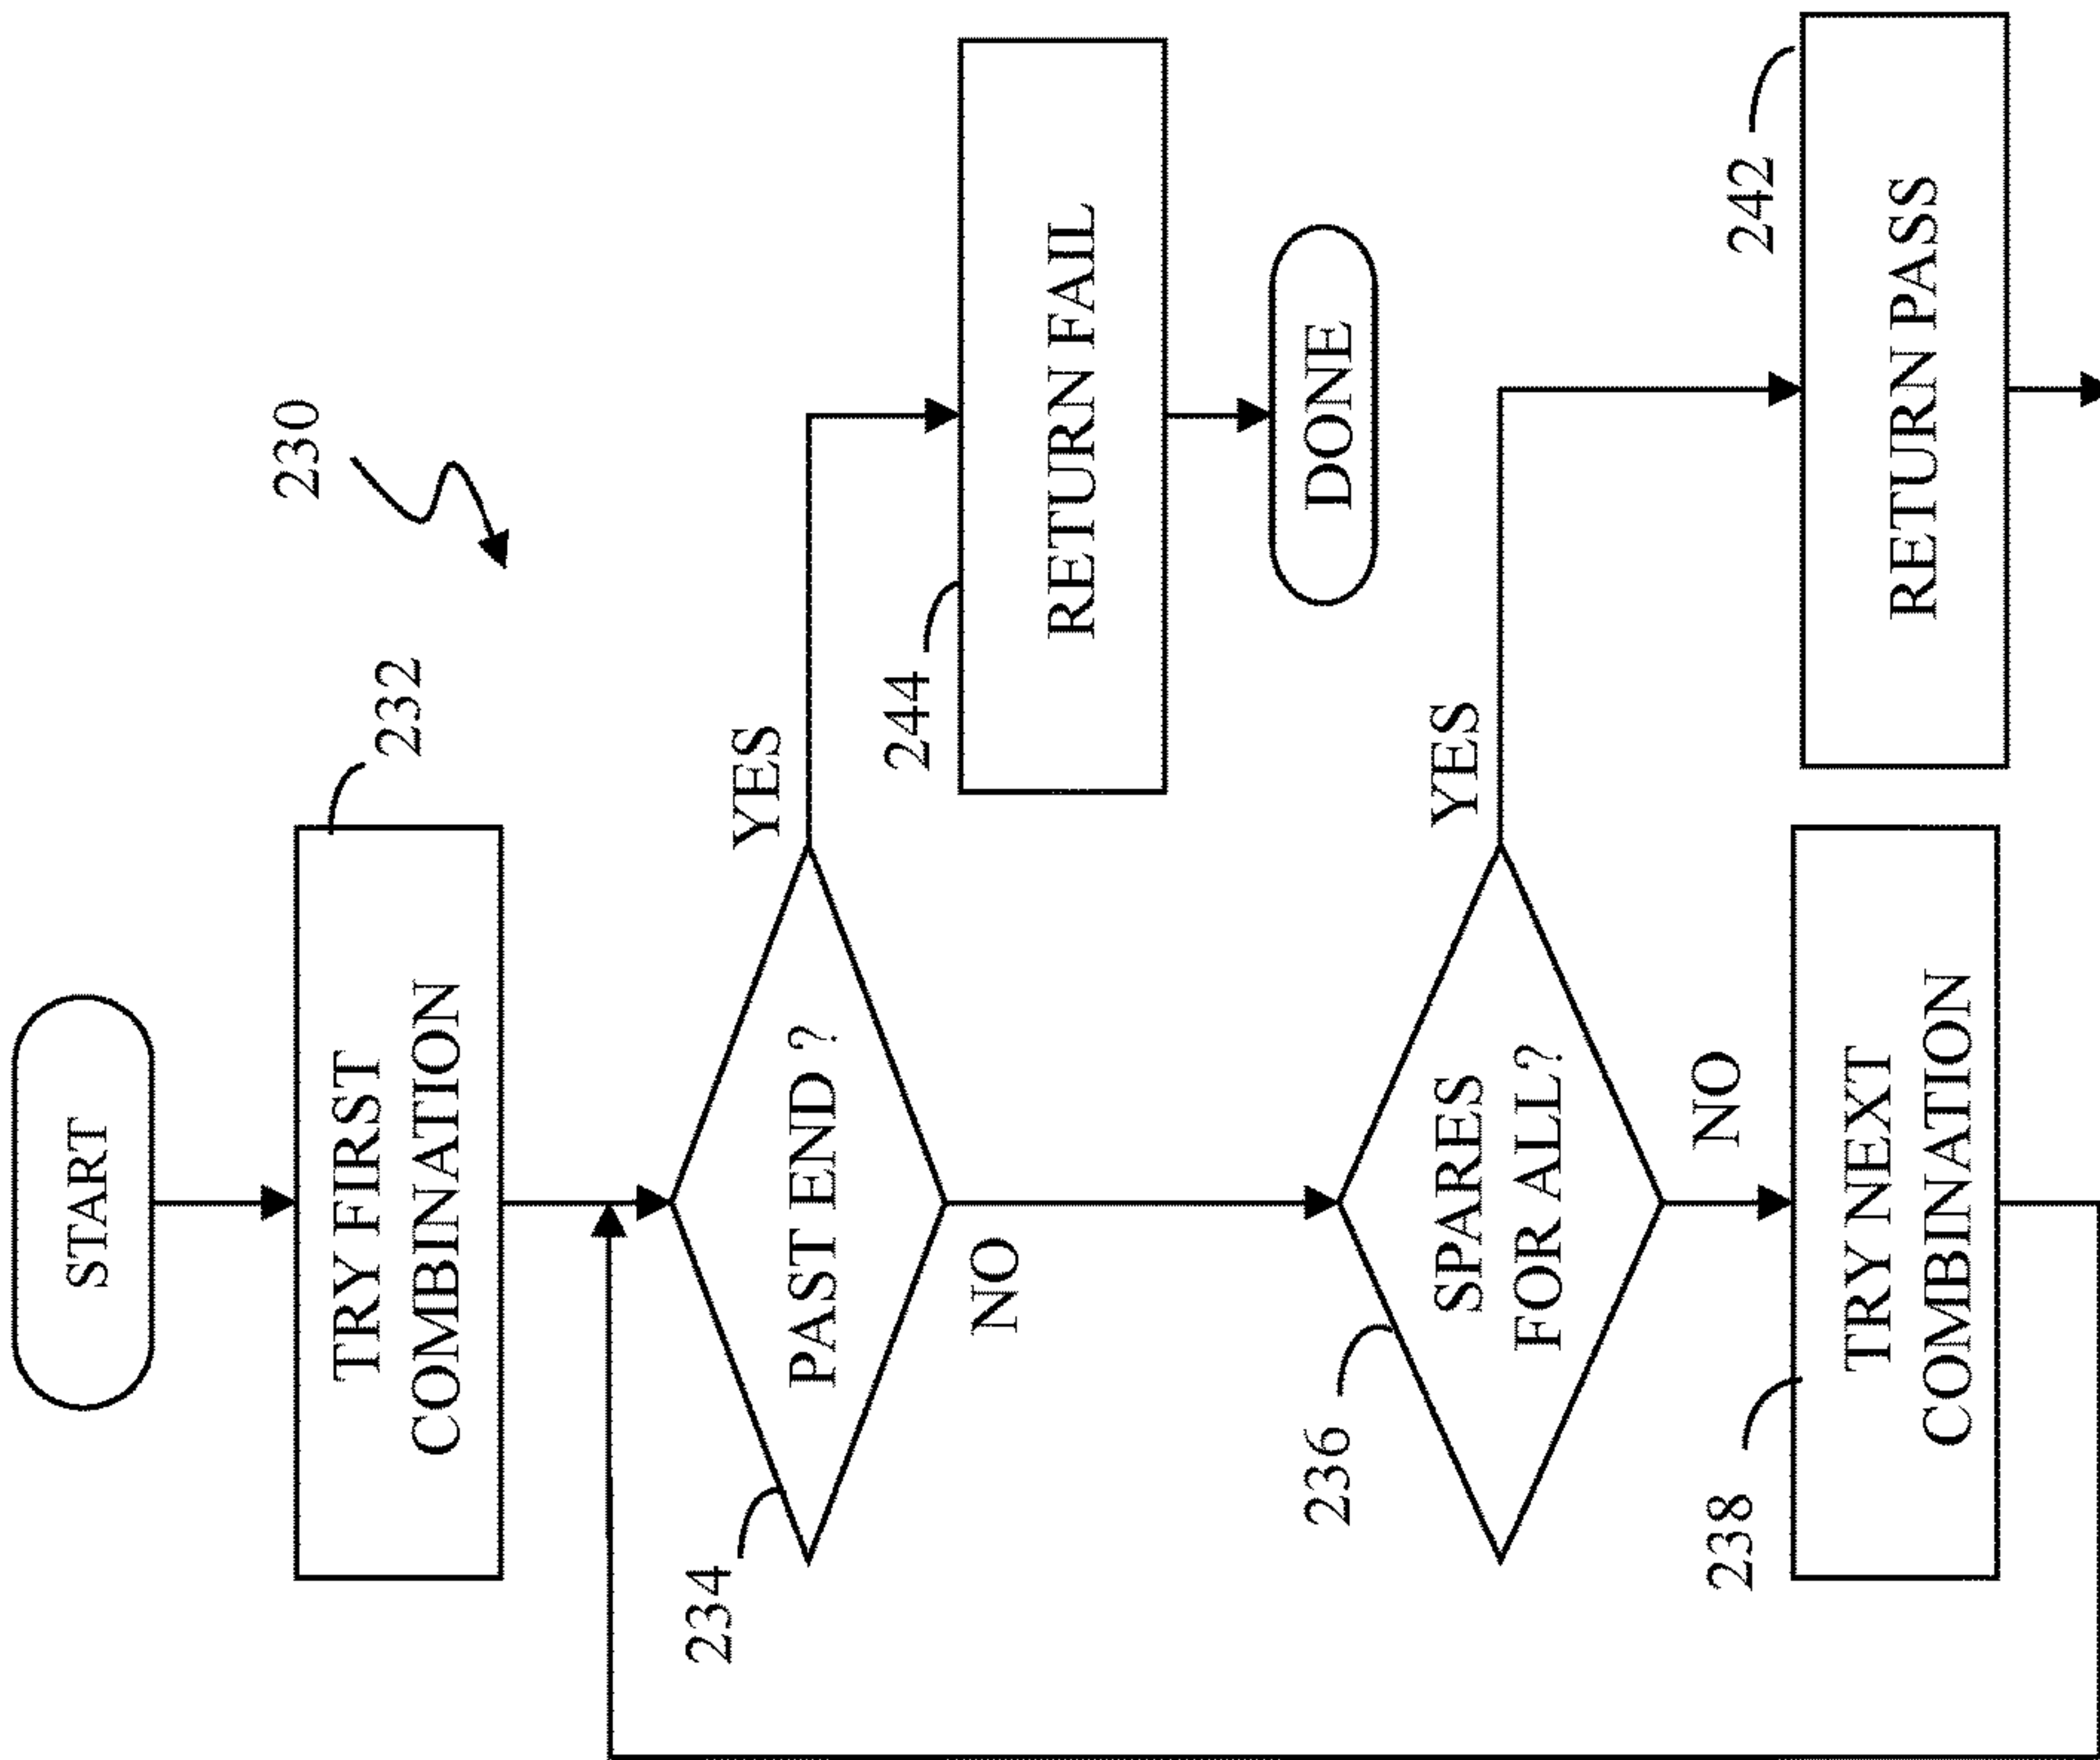 START
230
232
TRY FIRST
COMBINATION
234
PAST END ?
YES
NO
244
RETURN FAIL
DONE
236
SPARES
FOR ALL?
YES
NO
238
TRY NEXT
COMBINATION
242
RETURN PASS